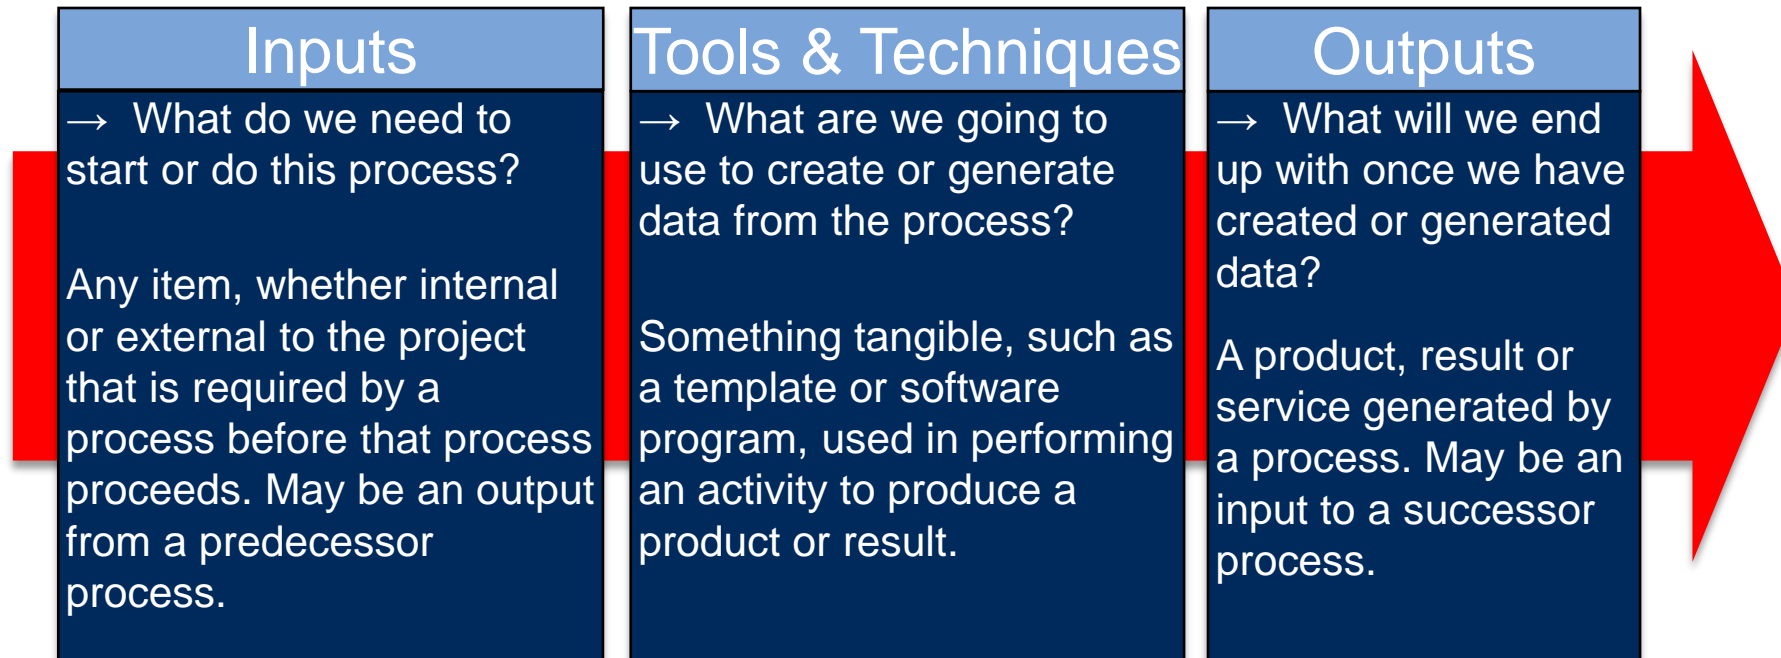 Inputs
→ What do we need to
start or do this process?
Any item, whether internal
or external to the project
that is required by a
process before that process
proceeds. May be an output
from a predecessor
process.
Tools & Techniques
→ What are we going to
use to create or generate
data from the process?
Something tangible, such as
a template or software
program, used in performing
an activity to produce a
product or result.
Outputs
→ What will we end
up with once we have
created or generated
data?
A product, result or
service generated by
a process. May be an
input to a successor
process.